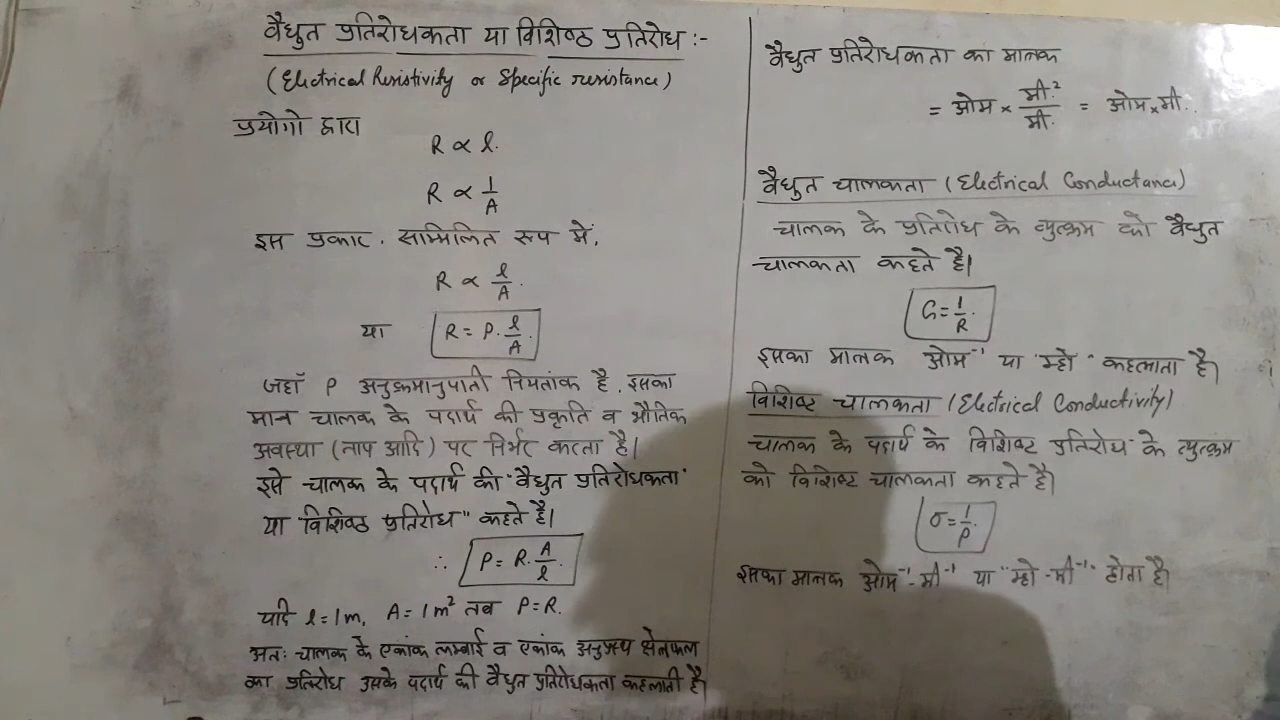 वैधुत प्रतिरोधकता या विशिष्ठ प्रतिरोध :-
(Electrical Resistivity or Specific resistance)
प्रयोगो द्वारा
R ∝ l.
R ∝ 1/A
इस प्रकार, सम्मिलित रूप में,
R ∝ l/A.
या R = ρ. l/A
जहाँ ρ अनुक्रमानुपाती नियतांक है, इसका
मान चालक के पदार्थ की प्रकृति व भौतिक
अवस्था (ताप आदि) पर निर्भर करता है।
इसे चालक के पदार्थ की "वैधुत प्रतिरोधकता"
या विशिष्ठ प्रतिरोध" कहते है।
∴ ρ = R. A/l.
यदि l = 1m, A = 1m² तब ρ=R.
अतः चालक के एकांक लम्बाई व एकांक अनुप्रस्थ क्षेत्रफल
का प्रतिरोध उसके पदार्थ की वैधुत प्रतिरोधकता कहलाती है।
वैधुत प्रतिरोधकता का मात्रक
= ओम × मी.²/मी. = ओम × मी..
वैधुत चालकता (Electrical Conductance)
चालक के प्रतिरोध के व्युत्क्रम को वैधुत
चालकता कहते है।
G = 1/R
इसका मात्रक ओम⁻¹ या "म्हो" कहलाता है।
विशिष्ट चालकता (Electrical Conductivity)
चालक के पदार्थ के विशिष्ट प्रतिरोध के व्युत्क्रम
को विशिष्ट चालकता कहते है।
σ = 1/ρ.
इसका मात्रक ओम⁻¹-मी⁻¹ या "म्हो-मी⁻¹" होता है।